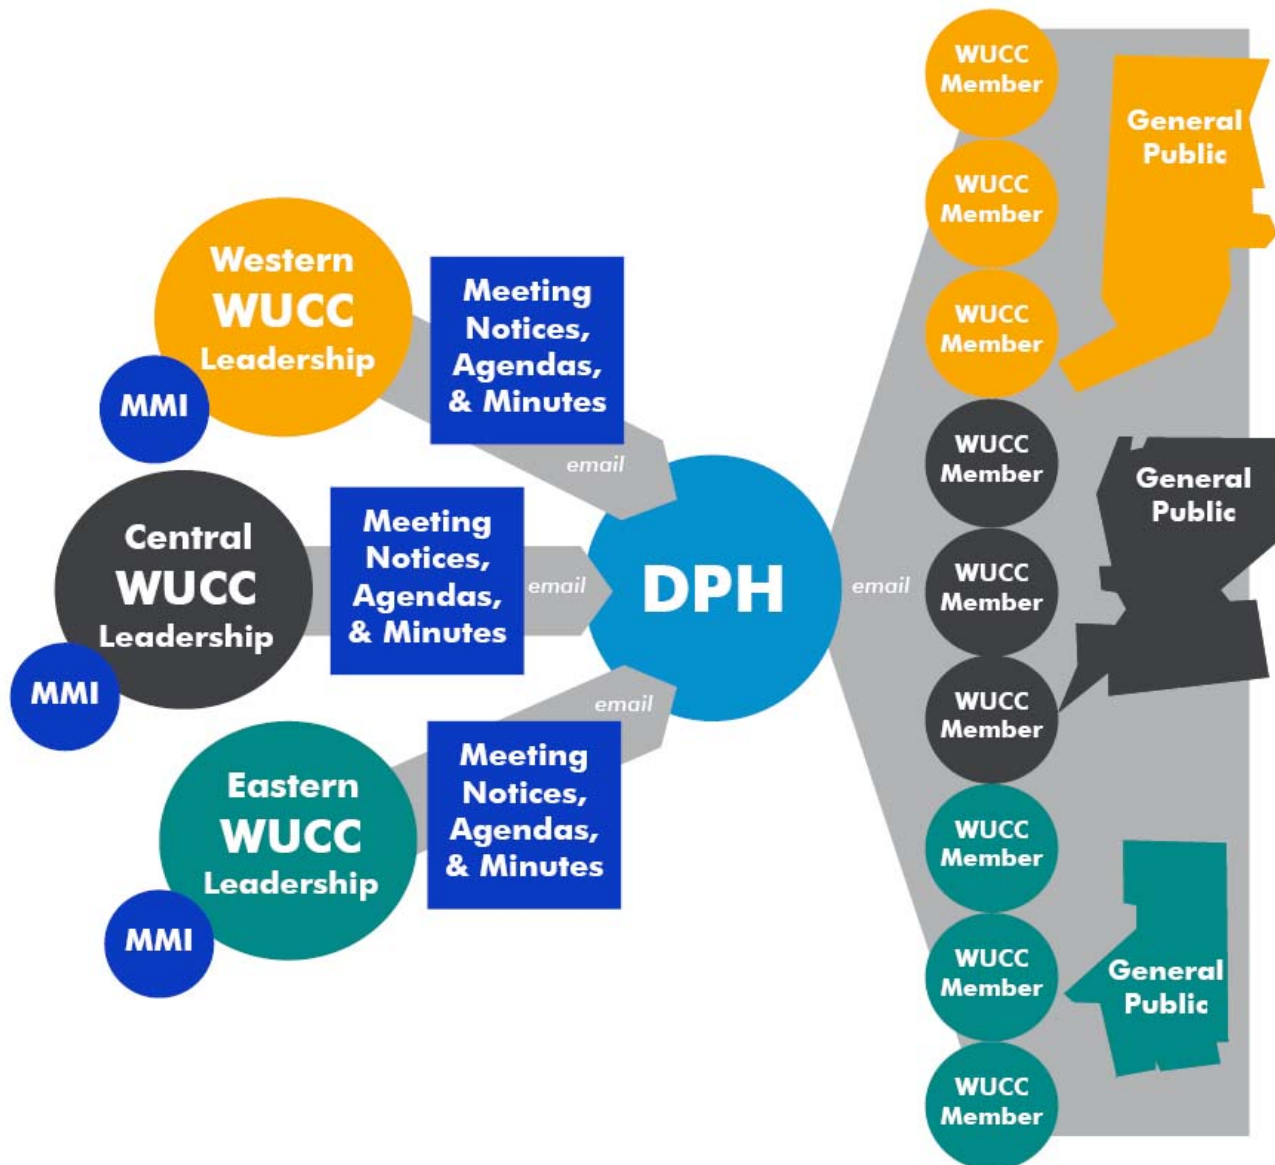 Western
WUCC
Leadership
MMI
Meeting
Notices,
Agendas,
& Minutes
email
Central
WUCC
Leadership
MMI
Meeting
Notices,
Agendas,
& Minutes
email
Eastern
WUCC
Leadership
MMI
Meeting
Notices,
Agendas,
& Minutes
email
DPH
email
WUCC
Member
WUCC
Member
WUCC
Member
General
Public
WUCC
Member
WUCC
Member
WUCC
Member
General
Public
WUCC
Member
WUCC
Member
WUCC
Member
General
Public